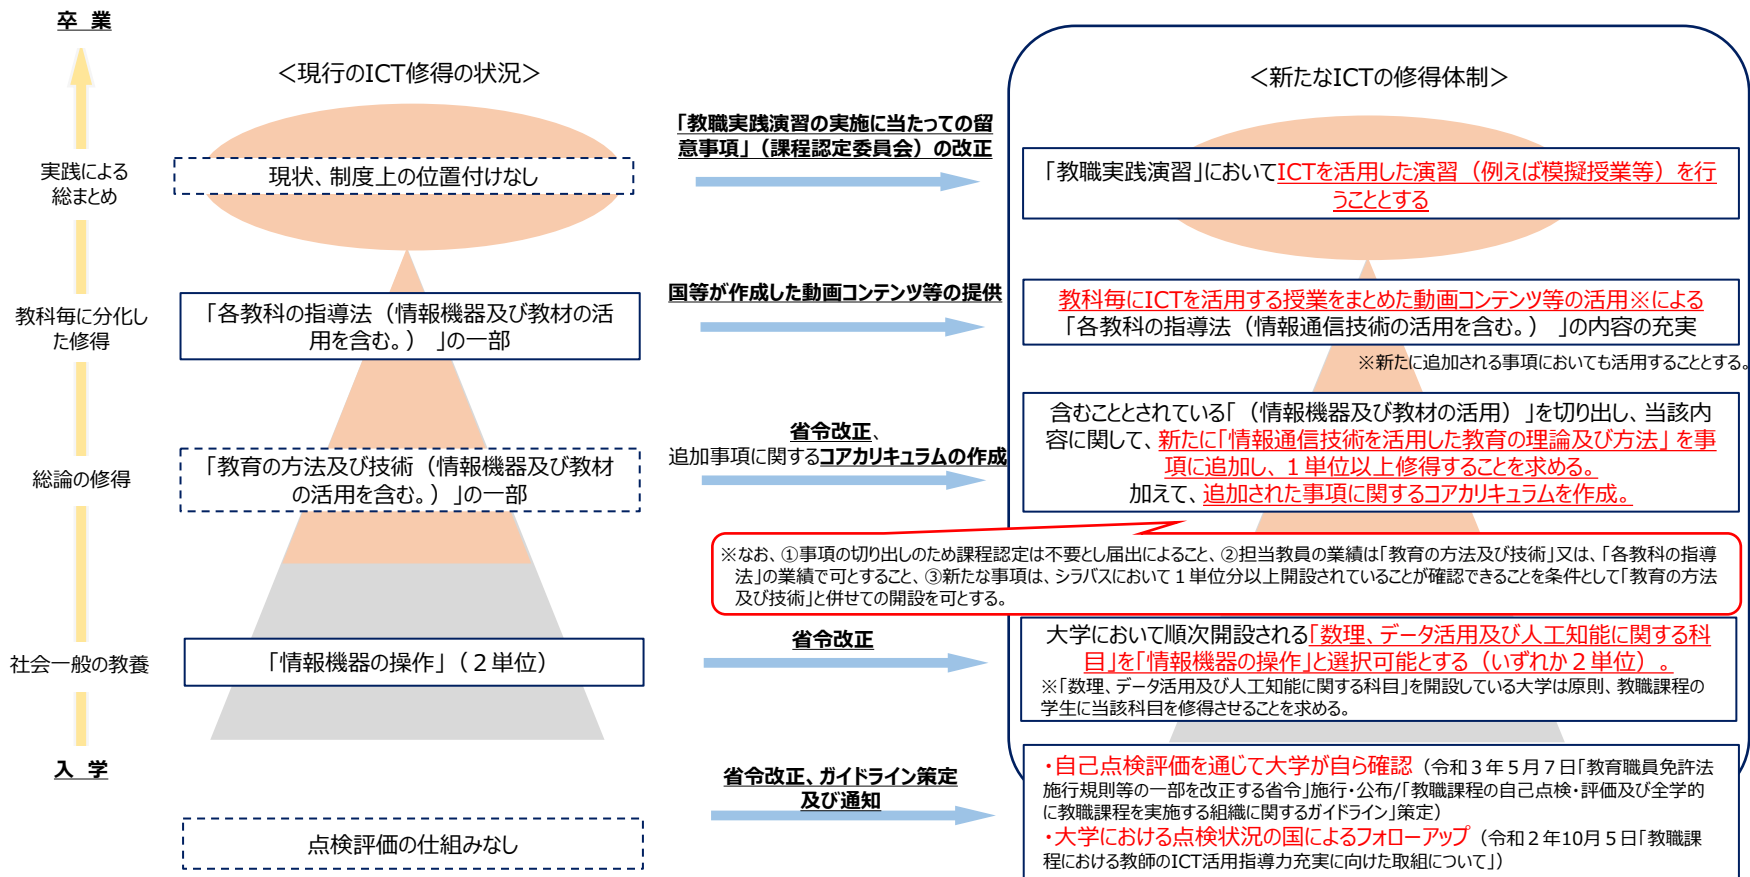 卒 業
実践による
総まとめ
教科毎に分化し
た修得
総論の修得
社会一般の教養
入 学
＜現行のICT修得の状況＞
現状、制度上の位置付けなし
「各教科の指導法（情報機器及び教材の活
用を含む。） 」の一部
「教育の方法及び技術（情報機器及び教材
の活用を含む。）」の一部
「情報機器の操作」（２単位）
点検評価の仕組みなし
「教職実践演習の実施に当たっての留
意事項」（課程認定委員会）の改正
国等が作成した動画コンテンツ等の提供
省令改正、
追加事項に関するコアカリキュラムの作成
省令改正
省令改正、ガイドライン策定
及び通知
＜新たなICTの修得体制＞
「教職実践演習」においてICTを活用した演習（例えば模擬授業等）を行
うこととする
教科毎にICTを活用する授業をまとめた動画コンテンツ等の活用※による
「各教科の指導法（情報通信技術の活用を含む。） 」の内容の充実
※新たに追加される事項においても活用することとする。
含むこととされている「（情報機器及び教材の活用）」を切り出し、当該内
容に関して、新たに「情報通信技術を活用した教育の理論及び方法」を事
項に追加し、１単位以上修得することを求める。
加えて、追加された事項に関するコアカリキュラムを作成。
※なお、①事項の切り出しのため課程認定は不要とし届出によること、②担当教員の業績は「教育の方法及び技術」又は、「各教科の指導
法」の業績で可とすること、③新たな事項は、シラバスにおいて１単位分以上開設されていることが確認できることを条件として「教育の方法
及び技術」と併せての開設を可とする。
大学において順次開設される「数理、データ活用及び人工知能に関する科
目」を「情報機器の操作」と選択可能とする（いずれか２単位）。
※「数理、データ活用及び人工知能に関する科目」を開設している大学は原則、教職課程の
学生に当該科目を修得させることを求める。
・自己点検評価を通じて大学が自ら確認（令和３年５月７日「教育職員免許法
施行規則等の一部を改正する省令」施行・公布/「教職課程の自己点検・評価及び全学的
に教職課程を実施する組織に関するガイドライン」策定）
・大学における点検状況の国によるフォローアップ（令和２年10月５日「教職課
程における教師のICT活用指導力充実に向けた取組について」）